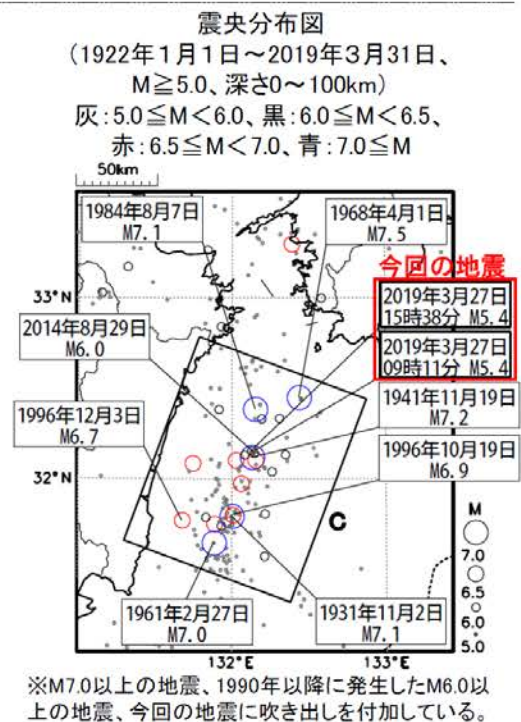 震央分布図
(1922年1月1日～2019年3月31日、
M≧5.0、深さ0～100km)
灰:5.0≦M＜6.0、黒:6.0≦M＜6.5、
赤:6.5≦M＜7.0、青:7.0≦M
50km
1984年8月7日
M7.1
1968年4月1日
M7.5
今回の地震
33°N
2019年3月27日
15時38分 M5.4
2014年8月29日
M6.0
2019年3月27日
09時11分 M5.4
1941年11月19日
M7.2
1996年12月3日
M6.7
1996年10月19日
M6.9
32°N
C
M
7.0
6.5
6.0
5.0
1961年2月27日
M7.0
1931年11月2日
M7.1
132°E
133°E
※M7.0以上の地震、1990年以降に発生したM6.0以
上の地震、今回の地震に吹き出しを付加している。